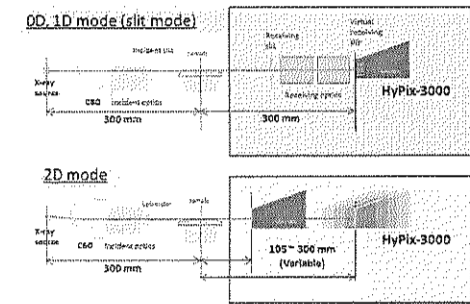 0D, 1D mode (slit mode)
Incident slit
Sample
Receiving slit
Virtual receiving slit
X-ray source
CBO
Incident optics
Receiving optics
HyPix-3000
300 mm
300 mm
2D mode
Sample
X-ray source
CBO
Incident optics
HyPix-3000
105~ 300 mm
(Variable)
300 mm